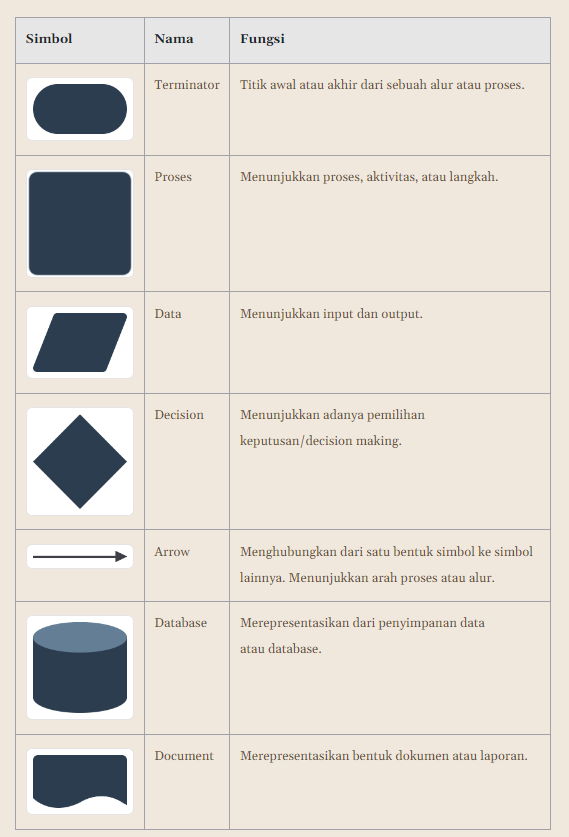 Simbol Nama Fungsi
Terminator Titik awal atau akhir dari sebuah alur atau proses.
Proses Menunjukkan proses, aktivitas, atau langkah.
Data Menunjukkan input dan output.
Decision Menunjukkan adanya pemilihan
keputusan/decision making.
Arrow Menghubungkan dari satu bentuk simbol ke simbol
lainnya. Menunjukkan arah proses atau alur.
Database Merepresentasikan dari penyimpanan data
atau database.
Document Merepresentasikan bentuk dokumen atau laporan.